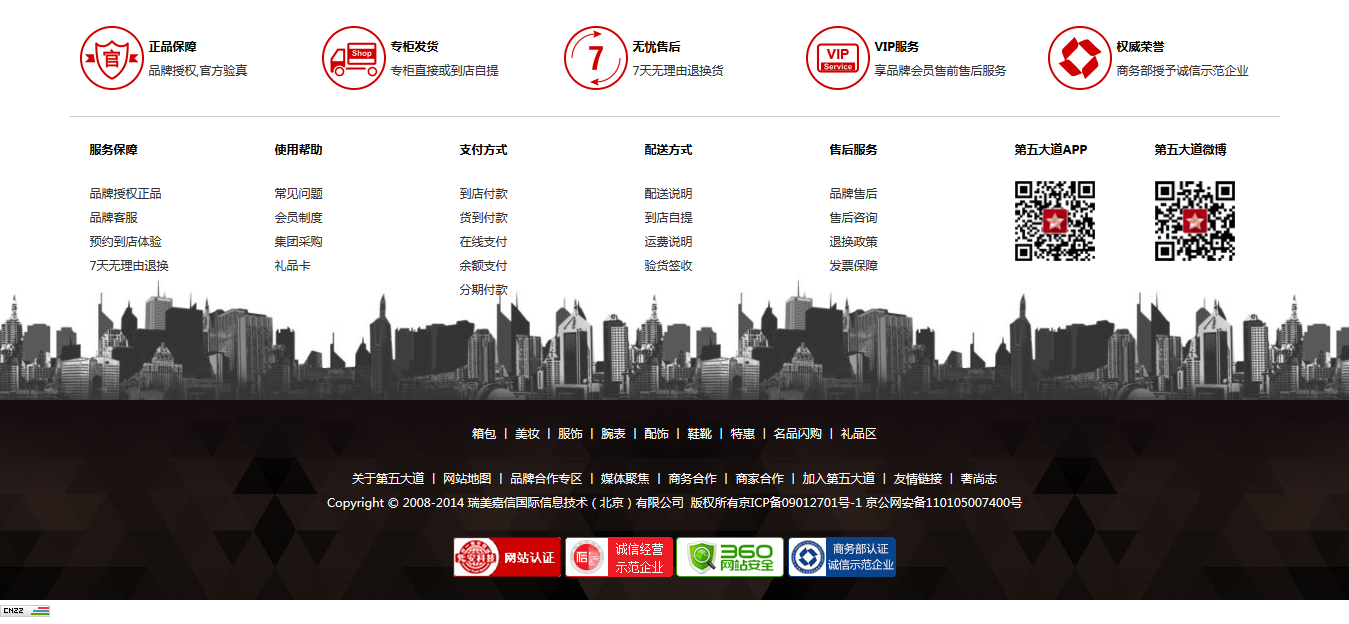 官
正品保障
品牌授权,官方验真
Shop
专柜发货
专柜直接或到店自提
7
无忧售后
7天无理由退换货
VIP
Service
VIP服务
享品牌会员售前售后服务
权威荣誉
商务部授予诚信示范企业
服务保障
品牌授权正品
品牌客服
预约到店体验
7天无理由退换
使用帮助
常见问题
会员制度
集团采购
礼品卡
支付方式
到店付款
货到付款
在线支付
余额支付
分期付款
配送方式
配送说明
到店自提
运费说明
验货签收
售后服务
品牌售后
售后咨询
退换政策
发票保障
第五大道APP
第五大道微博
箱包 | 美妆 | 服饰 | 腕表 | 配饰 | 鞋靴 | 特惠 | 名品闪购 | 礼品区
关于第五大道 | 网站地图 | 品牌合作专区 | 媒体聚焦 | 商务合作 | 商家合作 | 加入第五大道 | 友情链接 | 奢尚志
Copyright © 2008-2014 瑞美嘉信国际信息技术（北京）有限公司 版权所有京ICP备09012701号-1 京公网安备110105007400号
网站认证
诚信经营
示范企业
360
网站安全
商务部认证
诚信示范企业
CNZZ